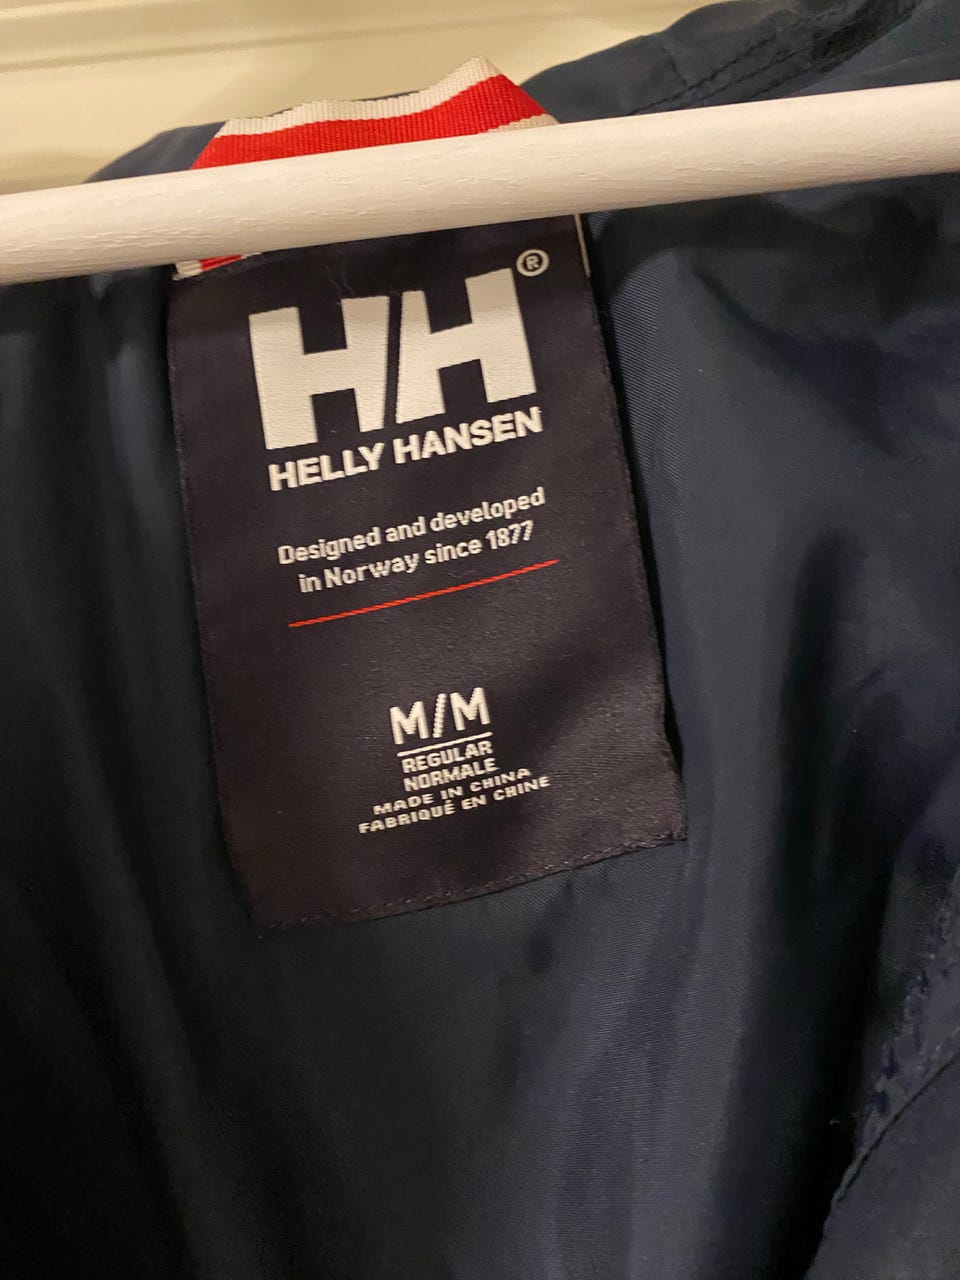 HH®
HELLY HANSEN
Designed and developed
in Norway since 1877
M/M
REGULAR
NORMALE
MADE IN CHINA
FABRIQUÉ EN CHINE